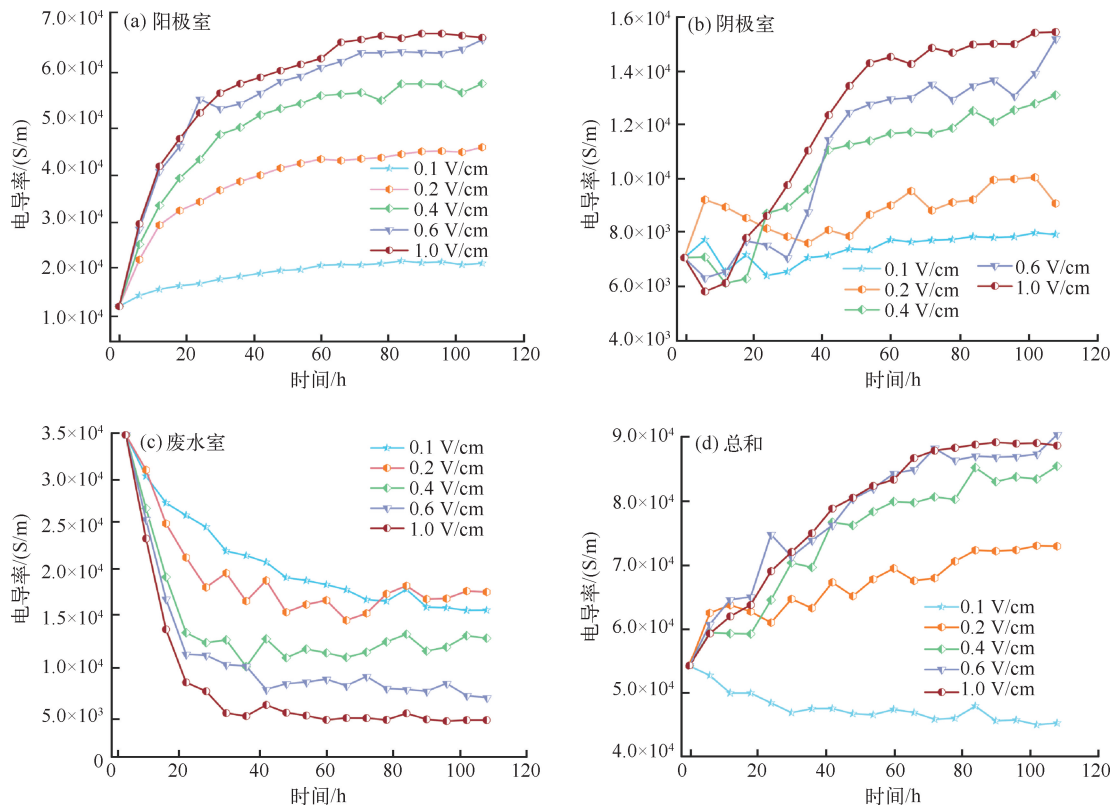 (a) 阳极室
电导率/(S/m)
7.0×10⁴
6.0×10⁴
5.0×10⁴
4.0×10⁴
3.0×10⁴
2.0×10⁴
1.0×10⁴
0.1 V/cm
0.2 V/cm
0.4 V/cm
0.6 V/cm
1.0 V/cm
0 20 40 60 80 100 120
时间/h
(b) 阴极室
电导率/(S/m)
1.6×10⁴
1.4×10⁴
1.2×10⁴
1.0×10⁴
8.0×10³
6.0×10³
4.0×10³
0.1 V/cm
0.2 V/cm
0.4 V/cm
0.6 V/cm
1.0 V/cm
0 20 40 60 80 100 120
时间/h
(c) 废水室
电导率/(S/m)
3.5×10⁴
3.0×10⁴
2.5×10⁴
2.0×10⁴
1.5×10⁴
1.0×10⁴
5.0×10³
0
0.1 V/cm
0.2 V/cm
0.4 V/cm
0.6 V/cm
1.0 V/cm
0 20 40 60 80 100 120
时间/h
(d) 总和
电导率/(S/m)
9.0×10⁴
8.0×10⁴
7.0×10⁴
6.0×10⁴
5.0×10⁴
4.0×10⁴
0.1 V/cm
0.2 V/cm
0.4 V/cm
0.6 V/cm
1.0 V/cm
0 20 40 60 80 100 120
时间/h